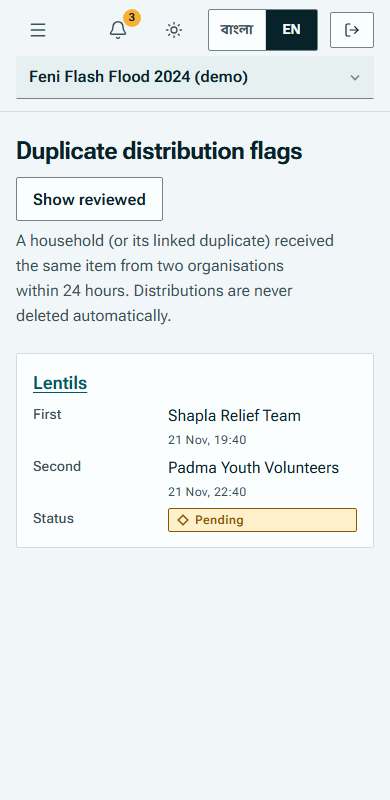 3
বাংলা
EN
Feni Flash Flood 2024 (demo)
Duplicate distribution flags
Show reviewed
A household (or its linked duplicate) received
the same item from two organisations
within 24 hours. Distributions are never
deleted automatically.
Lentils
First
Shapla Relief Team
21 Nov, 19:40
Second
Padma Youth Volunteers
21 Nov, 22:40
Status
Pending